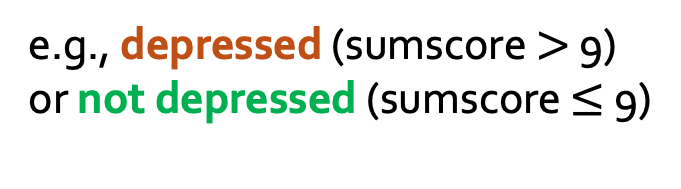 e.g., depressed (sumscore > 9)
or not depressed (sumscore ≤ 9)